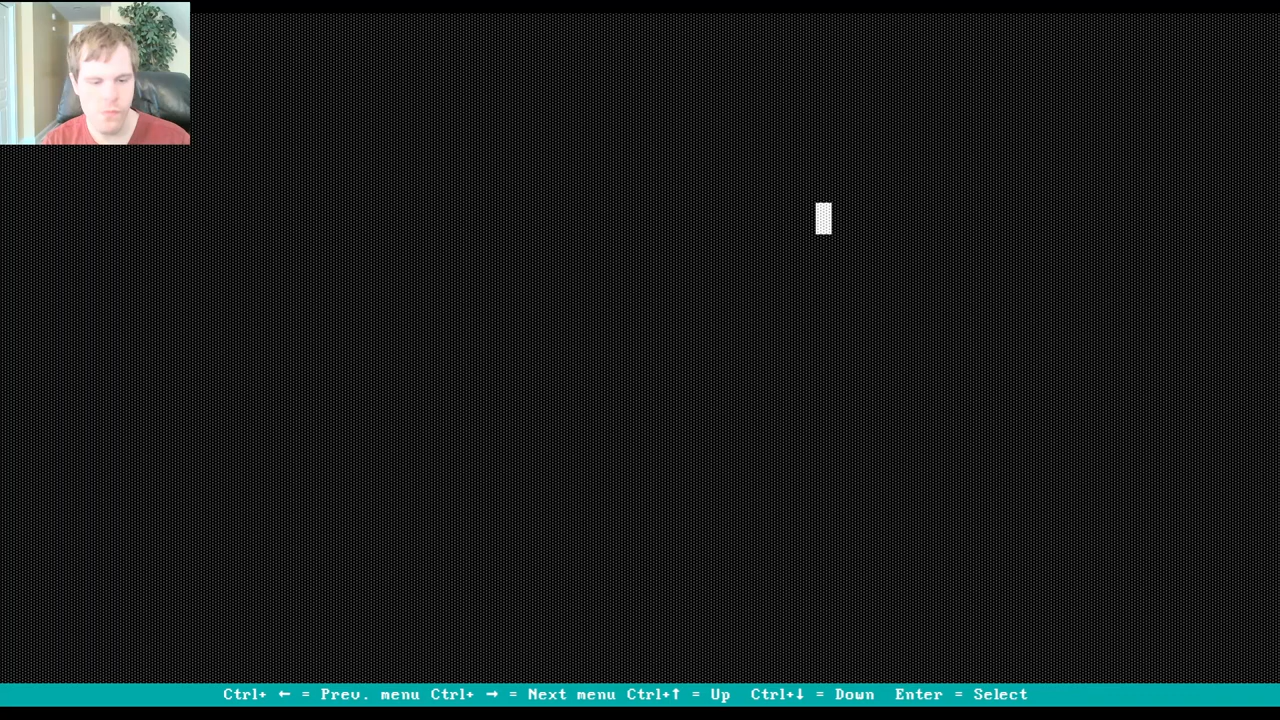 Ctrl+ ← = Prev. menu Ctrl+ → = Next menu Ctrl+↑ = Up Ctrl+↓ = Down Enter = Select